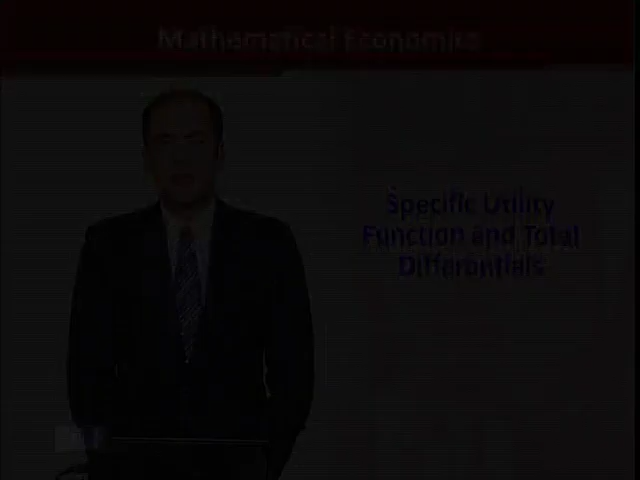 Mathematical Economics
Specific Utility
Function and Total
Differentials